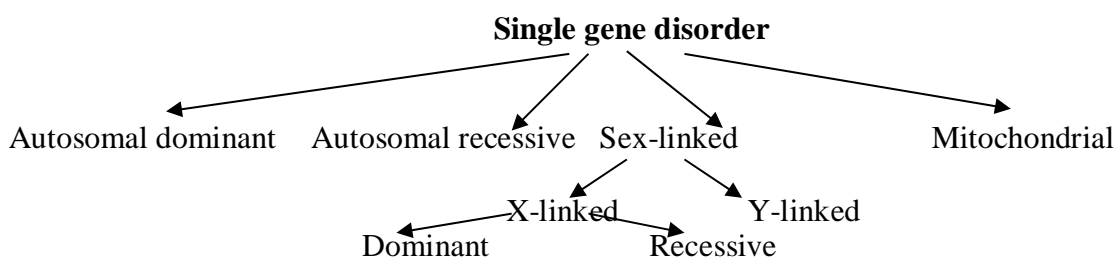 Single gene disorder
Autosomal dominant Autosomal recessive Sex-linked Mitochondrial
X-linked Y-linked
Dominant Recessive